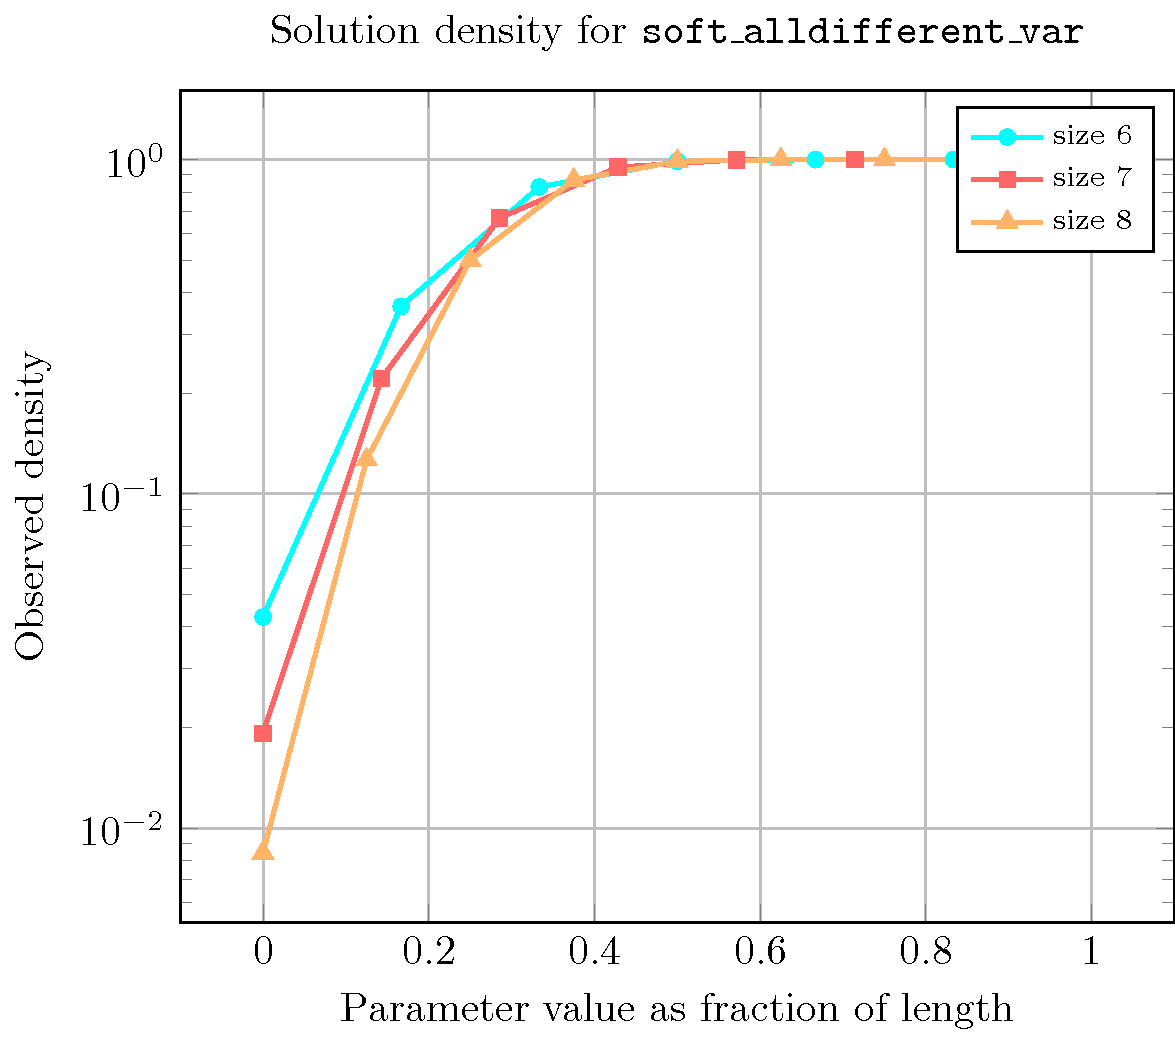 Solution density for soft_alldifferent_var
Observed density
10^0
10^−1
10^−2
size 6
size 7
size 8
0 0.2 0.4 0.6 0.8 1
Parameter value as fraction of length